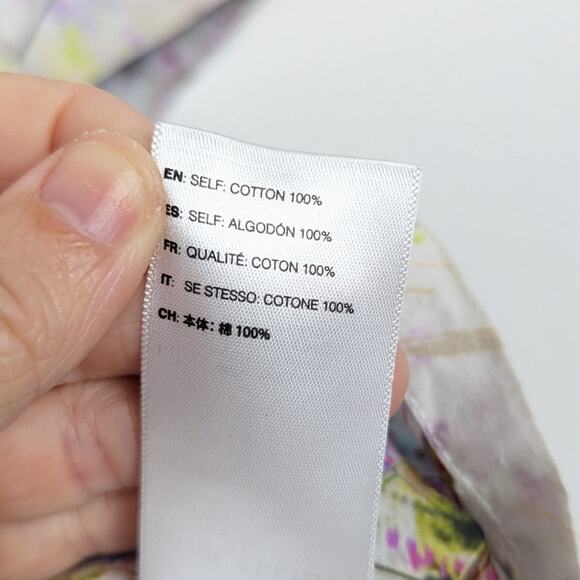 EN: SELF: COTTON 100%
ES: SELF: ALGODÓN 100%
FR: QUALITÉ: COTON 100%
IT: SE STESSO: COTONE 100%
CH: 本体: 棉 100%